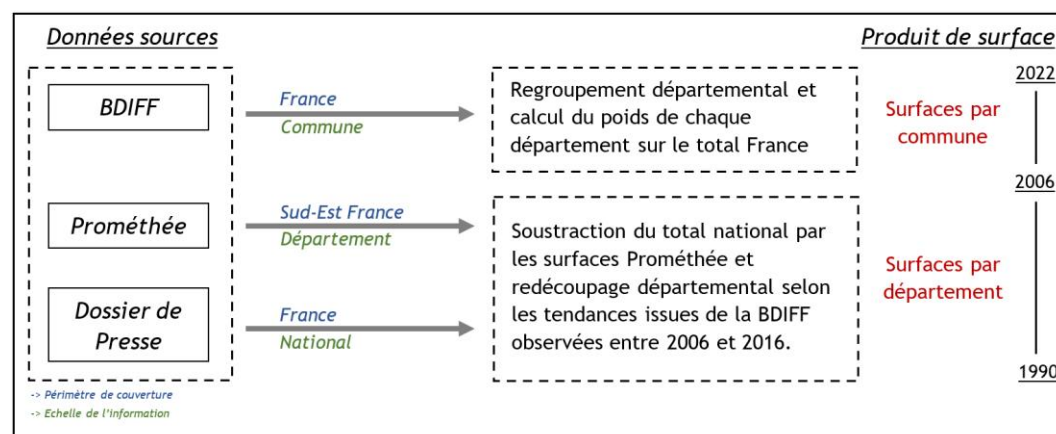 Données sources
Produit de surface
BDIFF
France
Commune
Regroupement départemental et
calcul du poids de chaque
département sur le total France
Surfaces par
commune
2022
2006
Prométhée
Sud-Est France
Département
Dossier de
Presse
France
National
Soustraction du total national par
les surfaces Prométhée et
redécoupage départemental selon
les tendances issues de la BDIFF
observées entre 2006 et 2016.
Surfaces par
département
1990
-> Périmètre de couverture
-> Echelle de l'information